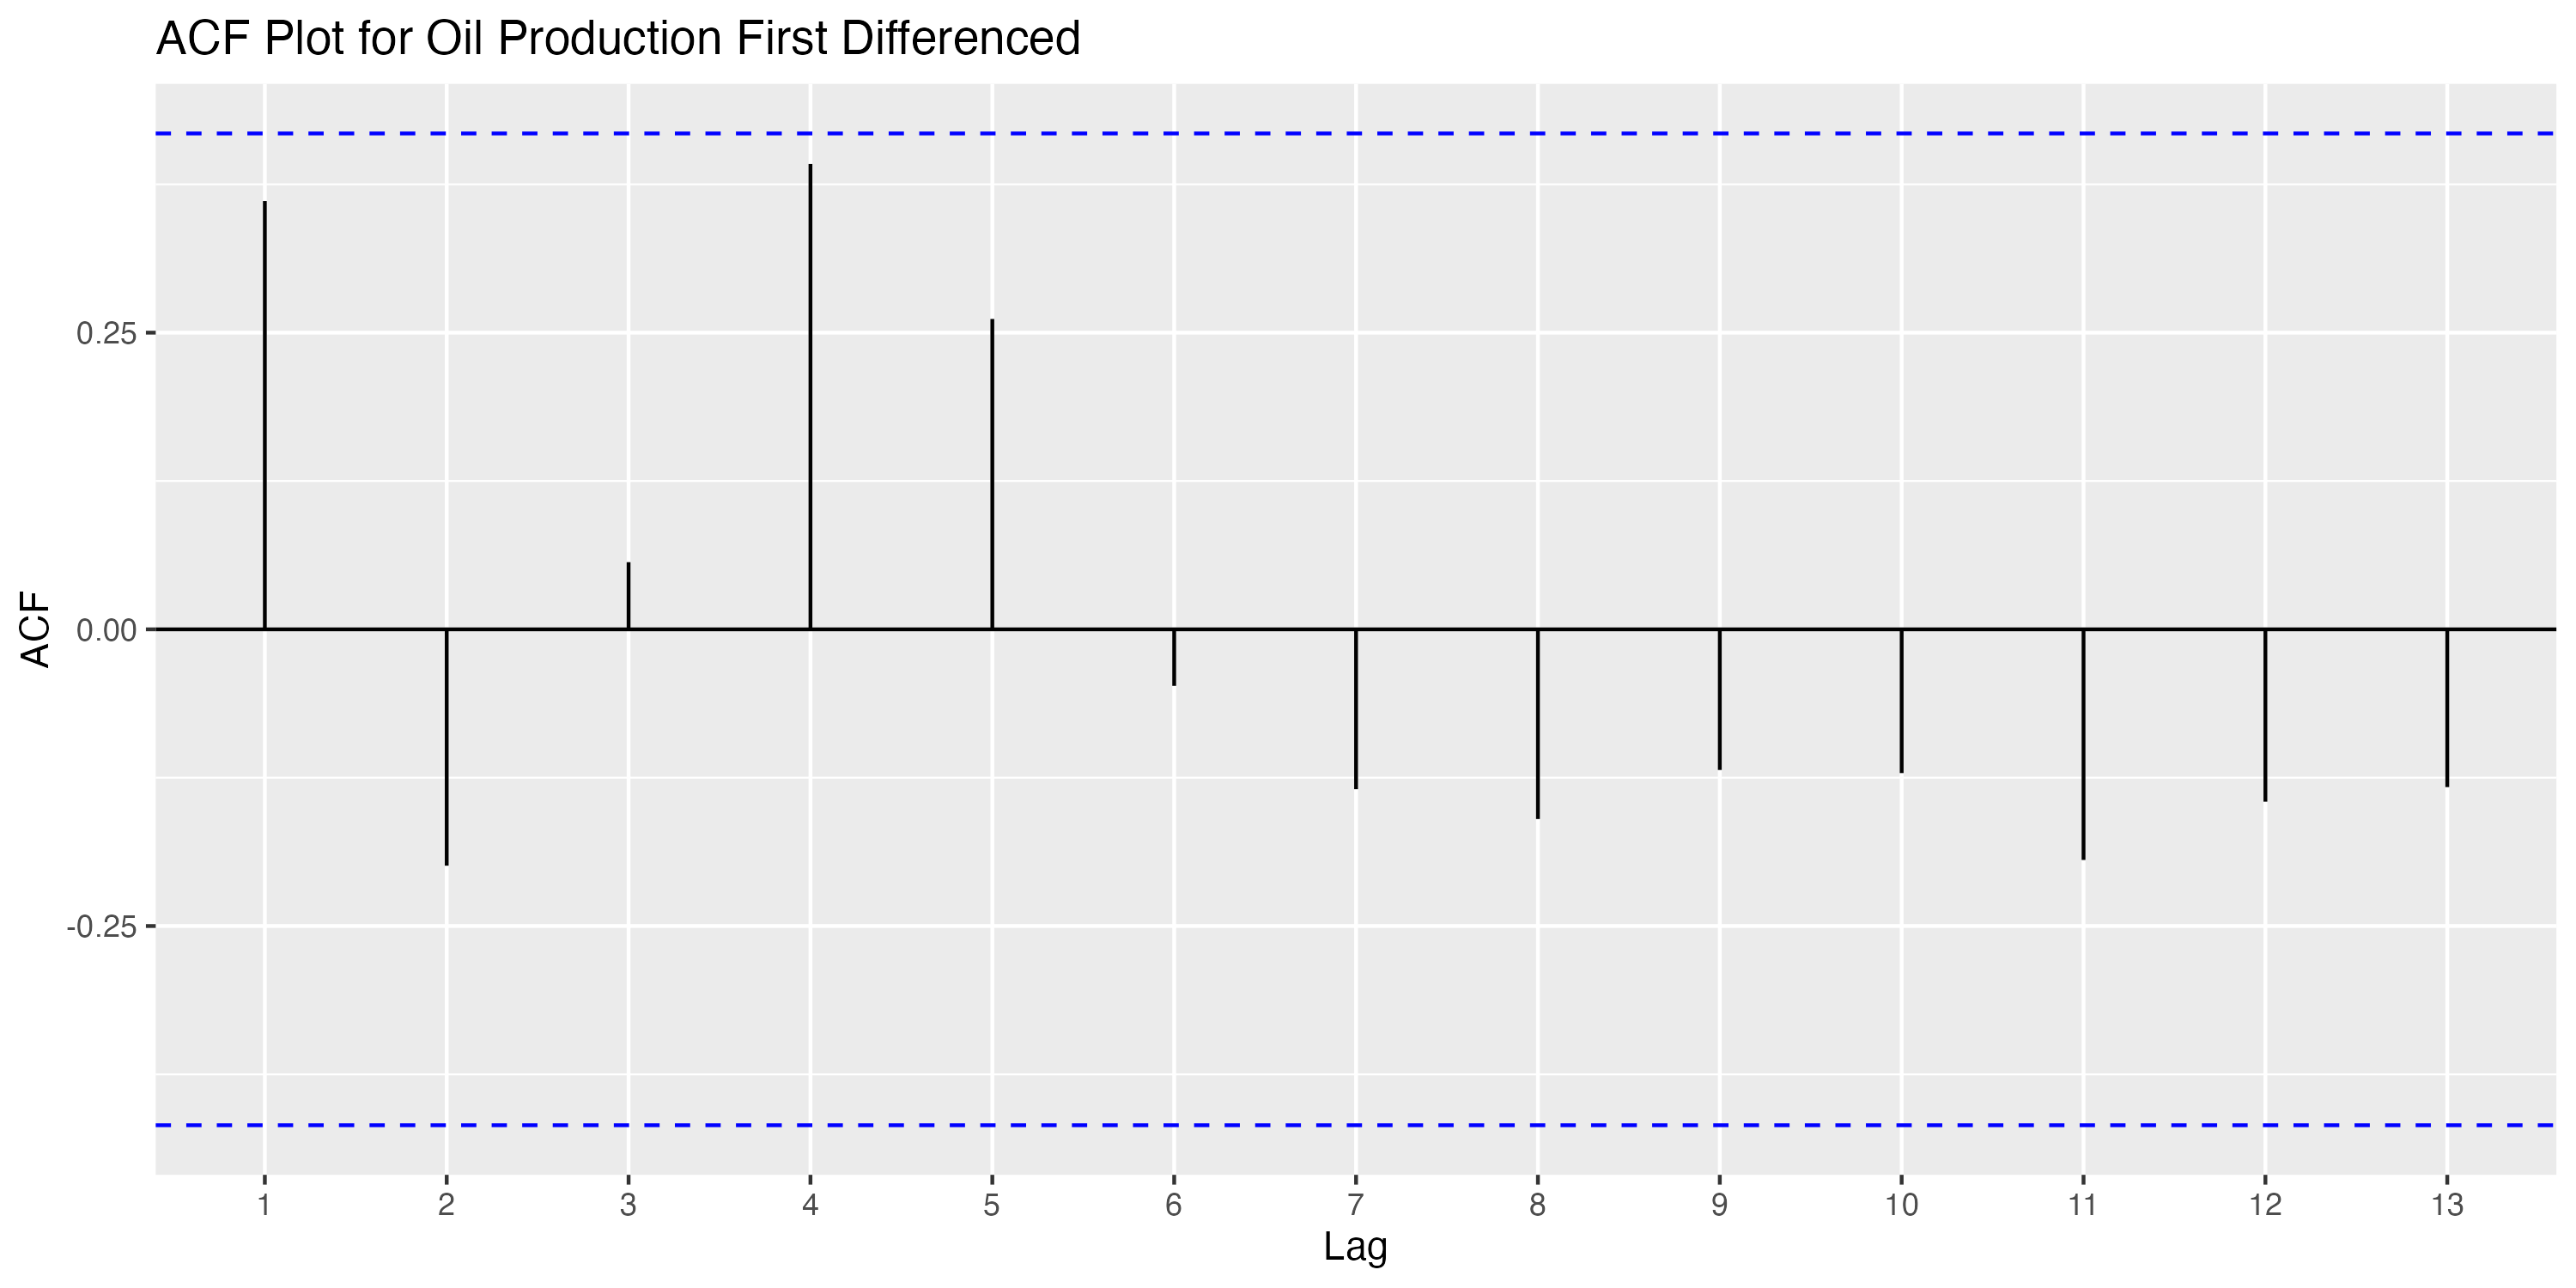 ACF Plot for Oil Production First Differenced
0.25
0.00
-0.25
ACF
1 2 3 4 5 6 7 8 9 10 11 12 13
Lag